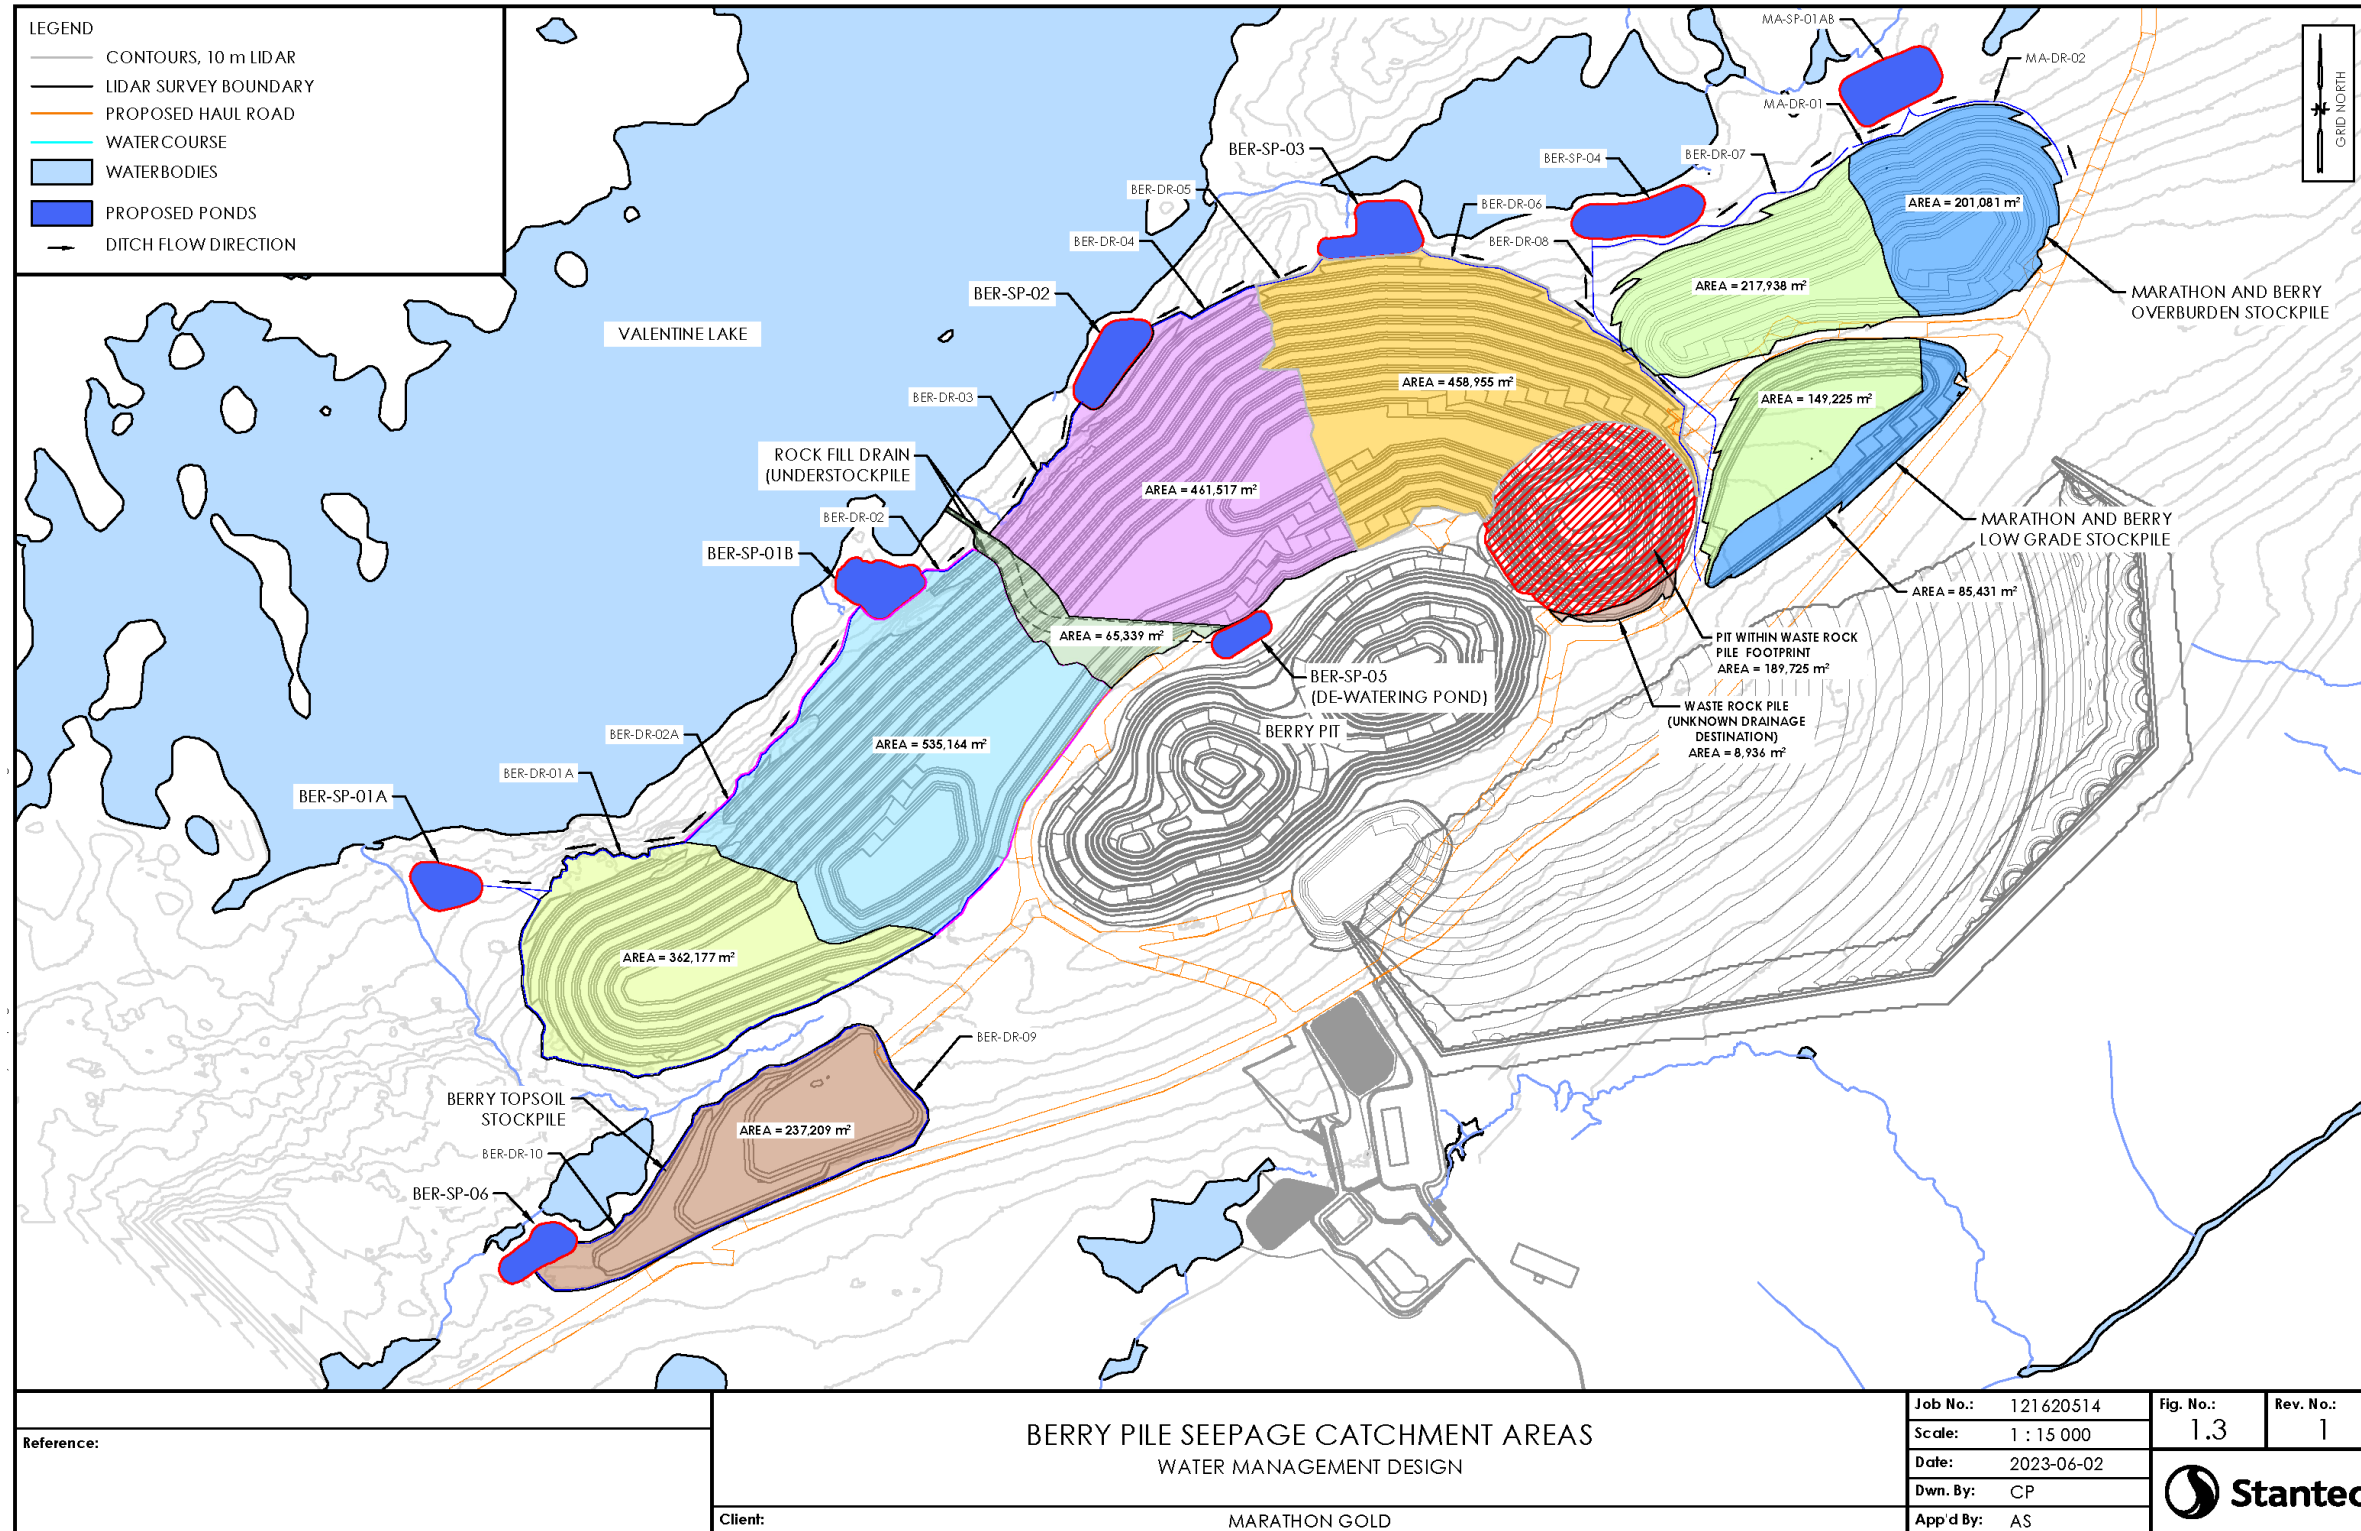 LEGEND
CONTOURS, 10 m LIDAR
LIDAR SURVEY BOUNDARY
PROPOSED HAUL ROAD
WATERCOURSE
WATERBODIES
PROPOSED PONDS
DITCH FLOW DIRECTION
GRID NORTH
MA-SP-01AB
MA-DR-02
MA-DR-01
BER-SP-03
BER-SP-04
BER-DR-07
BER-DR-05
BER-DR-06
AREA = 201,081 m²
BER-DR-04
BER-DR-08
BER-SP-02
AREA = 217,938 m²
MARATHON AND BERRY
OVERBURDEN STOCKPILE
VALENTINE LAKE
AREA = 458,955 m²
BER-DR-03
AREA = 149,225 m²
ROCK FILL DRAIN
(UNDERSTOCKPILE
AREA = 461,517 m²
BER-DR-02
MARATHON AND BERRY
LOW GRADE STOCKPILE
BER-SP-01B
AREA = 85,431 m²
AREA = 65,339 m²
PIT WITHIN WASTE ROCK
PILE FOOTPRINT
AREA = 189,725 m²
BER-SP-05
(DE-WATERING POND)
WASTE ROCK PILE
(UNKNOWN DRAINAGE
DESTINATION)
AREA = 8,936 m²
BERRY PIT
BER-DR-02A
AREA = 535,164 m²
BER-DR-01A
BER-SP-01A
AREA = 362,177 m²
BER-DR-09
BERRY TOPSOIL
STOCKPILE
AREA = 237,209 m²
BER-DR-10
BER-SP-06
Reference:
BERRY PILE SEEPAGE CATCHMENT AREAS
WATER MANAGEMENT DESIGN
Client:
MARATHON GOLD
Job No.: 121620514
Scale: 1 : 15 000
Date: 2023-06-02
Dwn. By: CP
App'd By: AS
Fig. No.:
1.3
Rev. No.:
1
Stantec